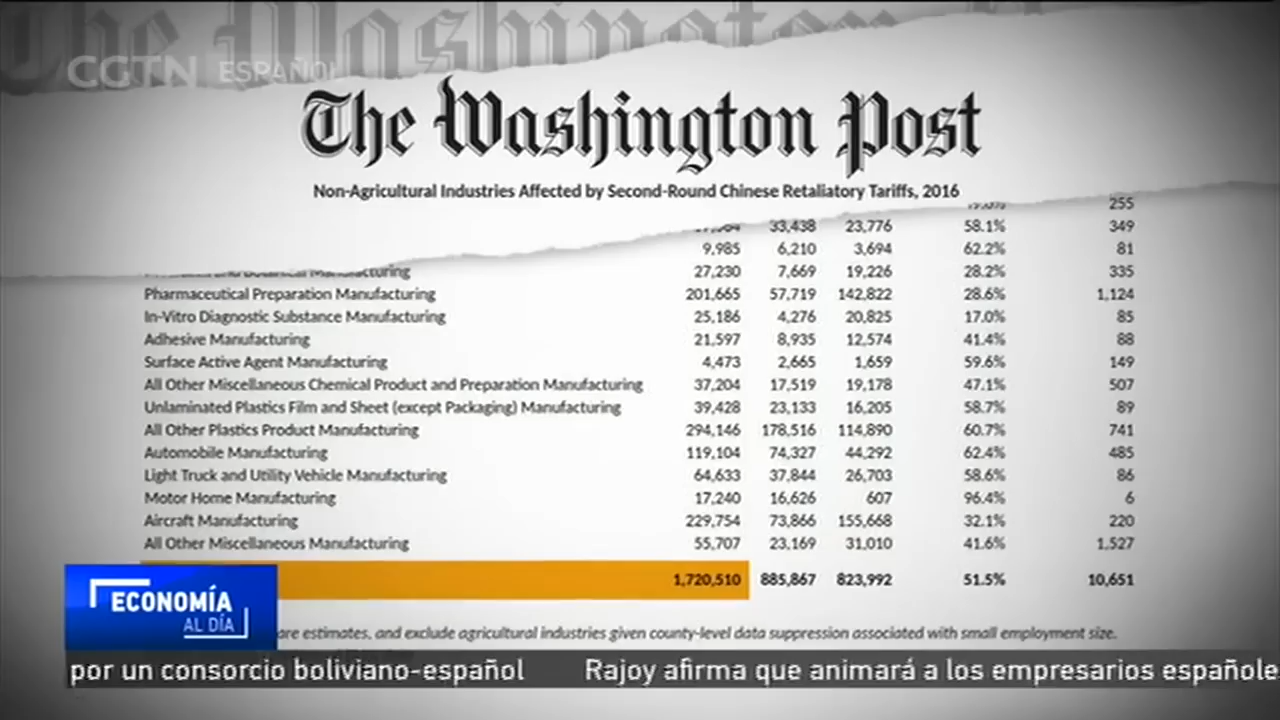 The Washington
CGTN ESPAÑOL
The Washington Post
Non-Agricultural Industries Affected by Second-Round Chinese Retaliatory Tariffs, 2016
255
33,438 23,776 58.1% 349
9,985 6,210 3,694 62.2% 81
Manufacturing 27,230 7,669 19,226 28.2% 335
Pharmaceutical Preparation Manufacturing 201,665 57,719 142,822 28.6% 1,124
In-Vitro Diagnostic Substance Manufacturing 25,186 4,276 20,825 17.0% 85
Adhesive Manufacturing 21,597 8,935 12,574 41.4% 88
Surface Active Agent Manufacturing 4,473 2,665 1,659 59.6% 149
All Other Miscellaneous Chemical Product and Preparation Manufacturing 37,204 17,519 19,178 47.1% 507
Unlaminated Plastics Film and Sheet (except Packaging) Manufacturing 39,428 23,133 16,205 58.7% 89
All Other Plastics Product Manufacturing 294,146 178,516 114,890 60.7% 741
Automobile Manufacturing 119,104 74,327 44,292 62.4% 485
Light Truck and Utility Vehicle Manufacturing 64,633 37,844 26,703 58.6% 86
Motor Home Manufacturing 17,240 16,626 607 96.4% 6
Aircraft Manufacturing 229,754 73,866 155,668 32.1% 220
All Other Miscellaneous Manufacturing 55,707 23,169 31,010 41.6% 1,527
1,720,510 885,867 823,992 51.5% 10,651
ECONOMÍA
AL DÍA
are estimates, and exclude agricultural industries given county-level data suppression associated with small employment size.
por un consorcio boliviano-español Rajoy afirma que animará a los empresarios españole